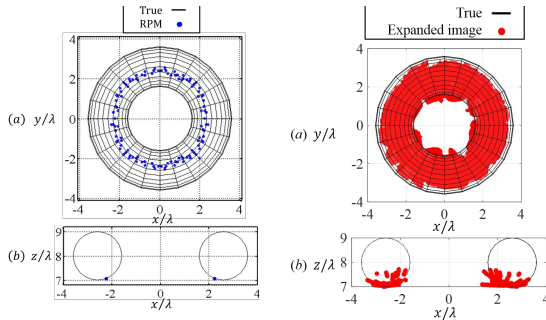 True
RPM
(a) y/λ
4
2
0
-2
-4
-4 -2 0 2 4
x/λ
(b) z/λ
9
8
7
-4 -2 0 2 4
x/λ
True
Expanded image
(a) y/λ
4
2
0
-2
-4
-4 -2 0 2 4
x/λ
(b) z/λ
9
8
7
-4 -2 0 2 4
x/λ